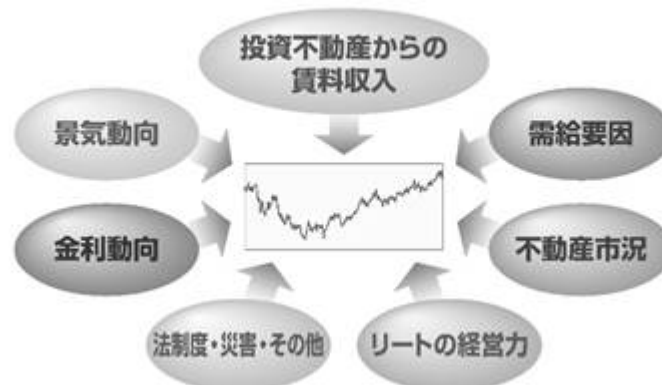 投資不動産からの
賃料収入
景気動向
需給要因
金利動向
不動産市況
法制度・災害・その他
リートの経営力